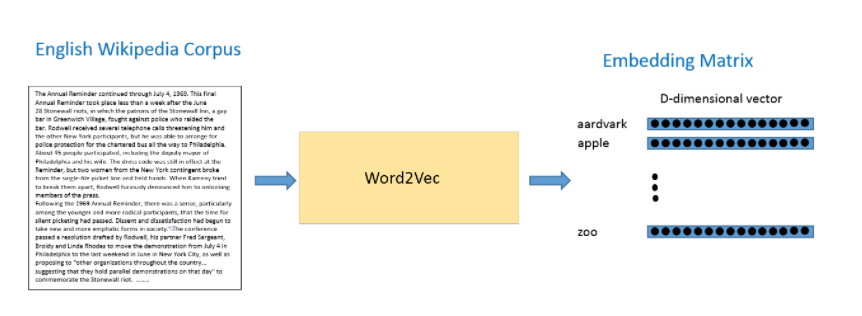 English Wikipedia Corpus
The Annual Reminder continued through July 4, 1969. This final
Annual Reminder took place less than a week after the June
28 Stonewall riots, in which the patrons of the Stonewall Inn, a gay
bar in Greenwich Village, fought against police who raided the
bar. Rodwell received several telephone calls threatening him and
the other New York participants, but he was able to arrange for
police protection for the chartered bus all the way to Philadelphia.
About 45 people participated, including the deputy mayor of
Philadelphia and his wife. The dress code was still in effect at the
Reminder, but two women from the New York contingent broke
from the single-file picket line and held hands. When Kameny tried
to break them apart, Rodwell furiously denounced him to onlooking
members of the press.
Following the 1969 Annual Reminder, there was a sense, particularly
among the younger and more radical participants, that the time for
silent picketing had passed. Dissent and dissatisfaction had begun to
take new and more emphatic forms in society."The conference
passed a resolution drafted by Rodwell, his partner Fred Sargeant,
Broidy and Linda Rhodes to move the demonstration from July 4 in
Philadelphia to the last weekend in June in New York City, as well as
proposing to "other organizations throughout the country...
suggesting that they hold parallel demonstrations on that day" to
commemorate the Stonewall riot. .......
Word2Vec
Embedding Matrix
D-dimensional vector
aardvark
apple
zoo